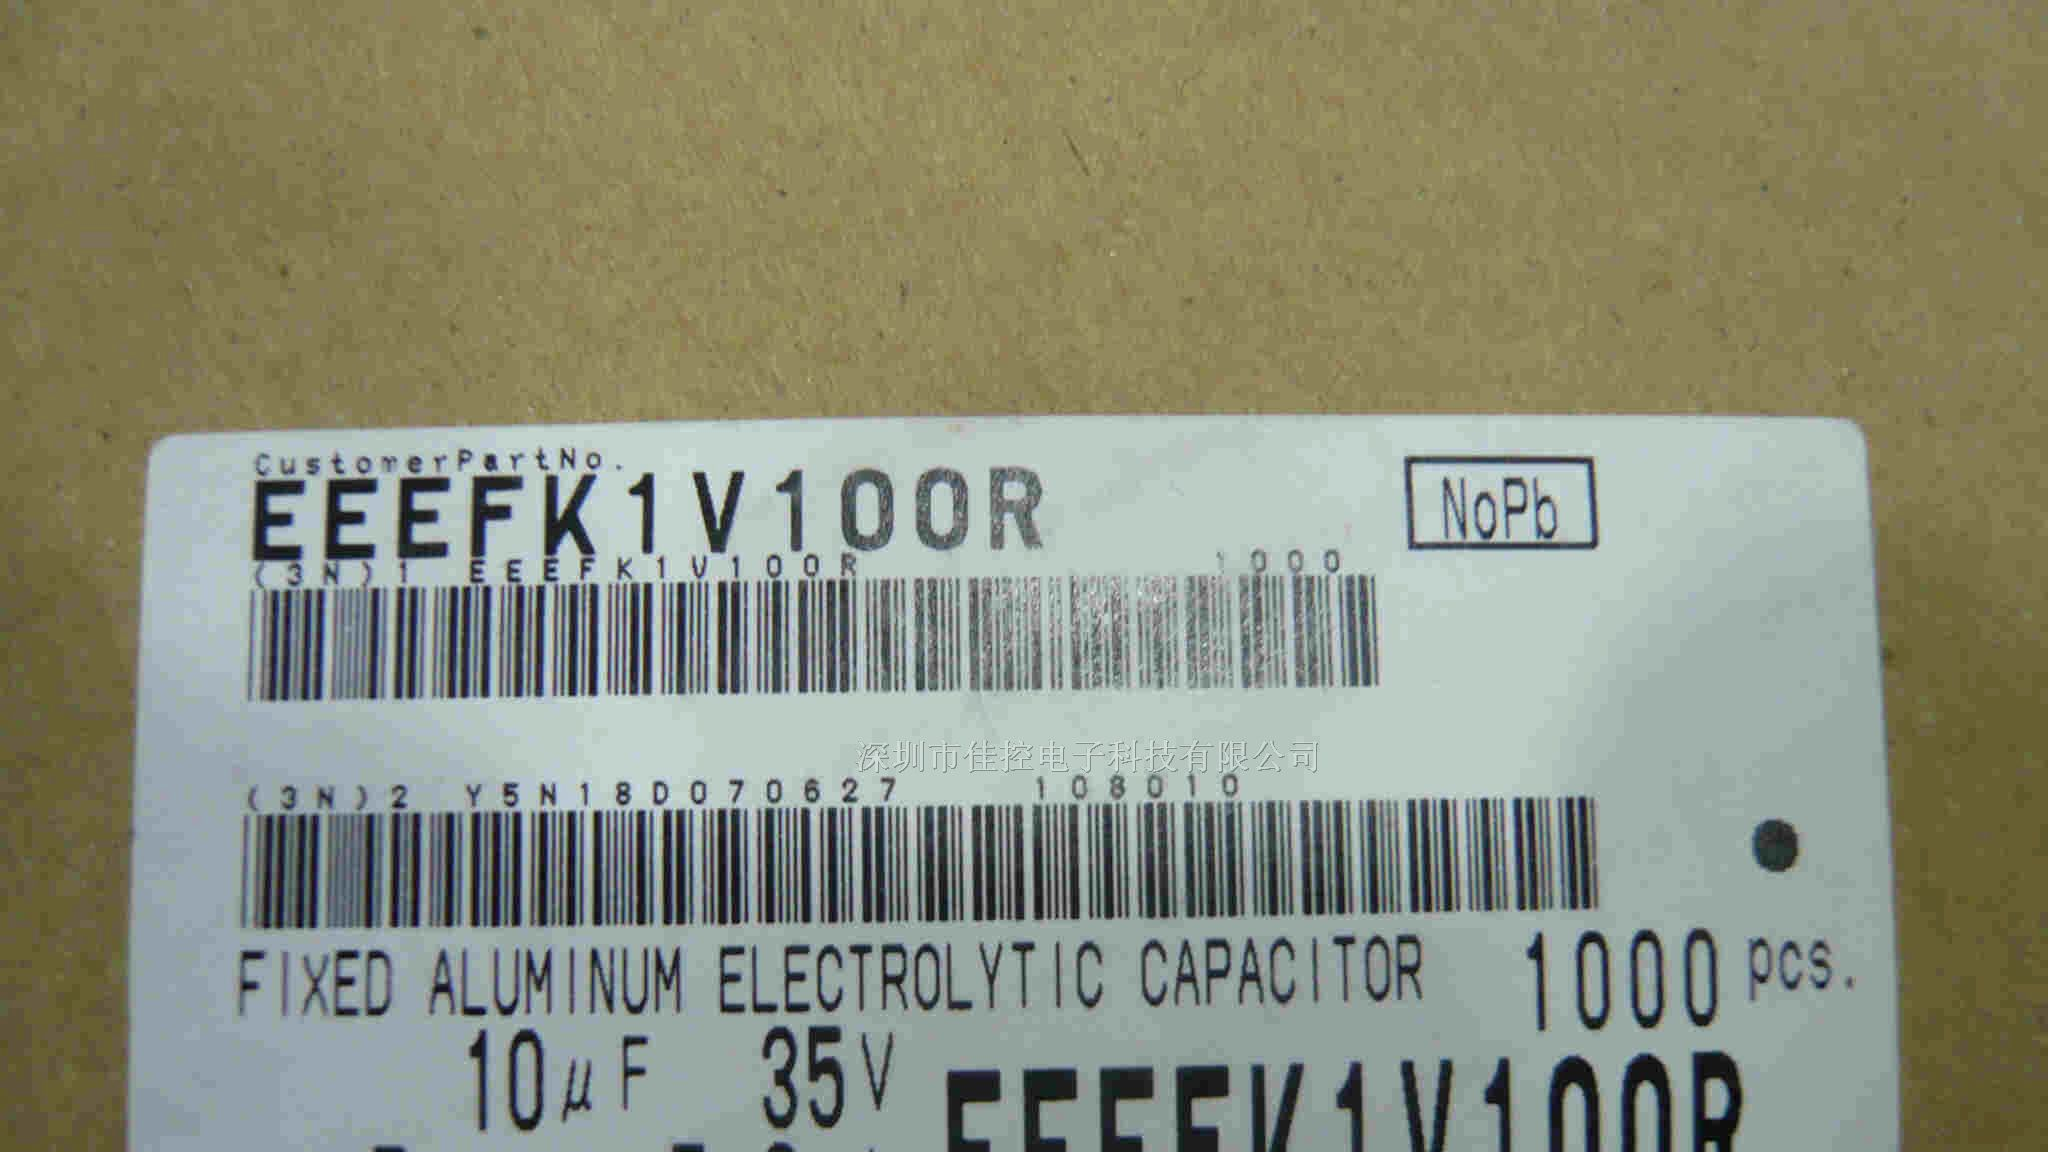 CustomerPartNo.
EEEFK1V100R
NoPb
(3N)1 EEEFK1V100R 1000
深圳市佳控电子科技有限公司
(3N)2 Y5N18D070627 108010
FIXED ALUMINUM ELECTROLYTIC CAPACITOR 1000 pcs.
10μF 35V
EEEFK1V100R